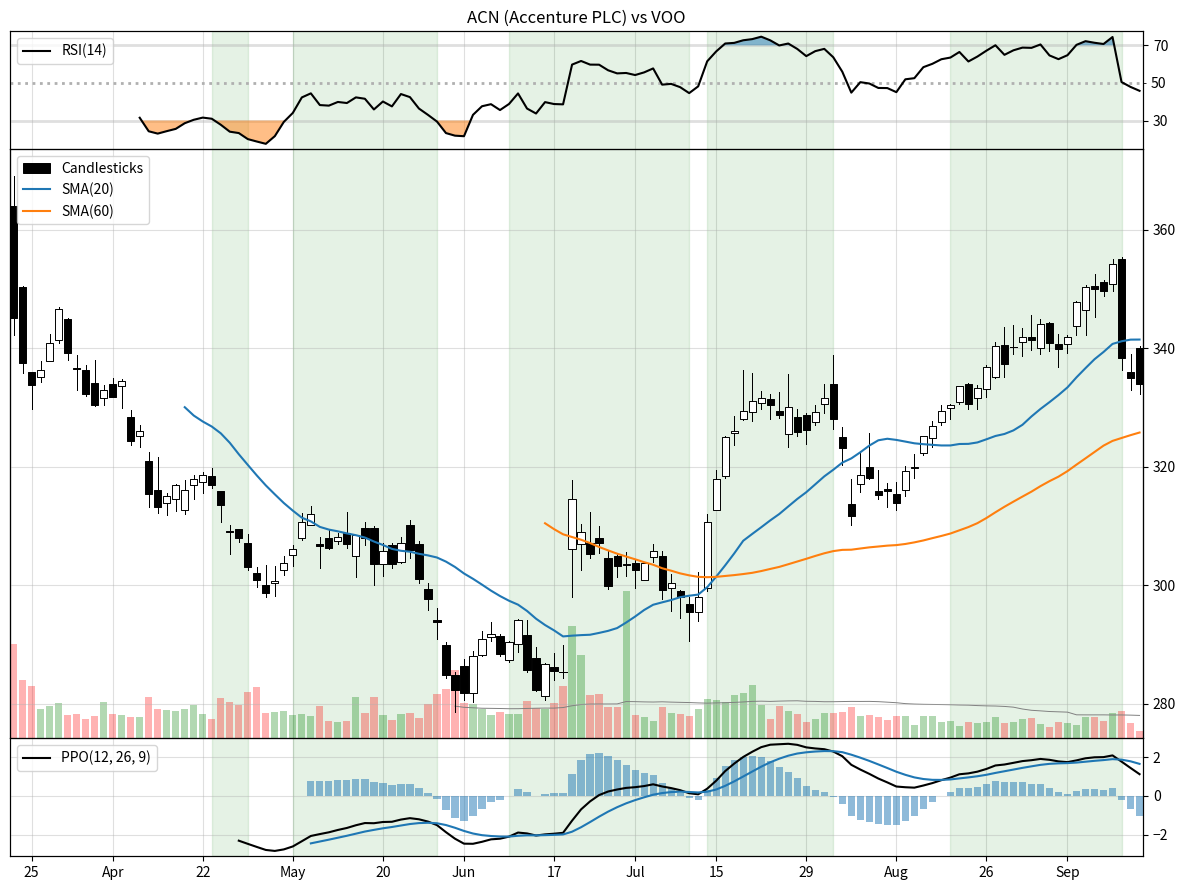 ACN (Accenture PLC) vs VOO
RSI(14)
70
50
30
Candlesticks
SMA(20)
SMA(60)
360
340
320
300
280
PPO(12, 26, 9)
2
0
−2
25 Apr 22 May 20 Jun 17 Jul 15 29 Aug 26 Sep